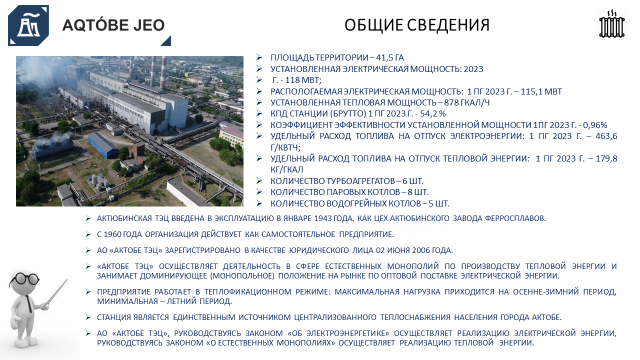 AQTÓBE JEO
ОБЩИЕ СВЕДЕНИЯ
➢ ПЛОЩАДЬ ТЕРРИТОРИИ – 41,5 ГА
➢ УСТАНОВЛЕННАЯ ЭЛЕКТРИЧЕСКАЯ МОЩНОСТЬ: 2023
➢ Г. - 118 МВТ;
➢ РАСПОЛАГАЕМАЯ ЭЛЕКТРИЧЕСКАЯ МОЩНОСТЬ: 1 ПГ 2023 Г. – 115,1 МВТ
➢ УСТАНОВЛЕННАЯ ТЕПЛОВАЯ МОЩНОСТЬ – 878 ГКАЛ/Ч
➢ КПД СТАНЦИИ (БРУТТО) 1 ПГ 2023 Г. - 54,2 %
➢ КОЭФФИЦИЕНТ ЭФФЕКТИВНОСТИ УСТАНОВЛЕННОЙ МОЩНОСТИ 1ПГ 2023 Г. - 0,96%
➢ УДЕЛЬНЫЙ РАСХОД ТОПЛИВА НА ОТПУСК ЭЛЕКТРОЭНЕРГИИ: 1 ПГ 2023 Г. – 463,6
Г/КВТЧ;
➢ УДЕЛЬНЫЙ РАСХОД ТОПЛИВА НА ОТПУСК ТЕПЛОВОЙ ЭНЕРГИИ: 1 ПГ 2023 Г. – 179,8
КГ/ГКАЛ
➢ КОЛИЧЕСТВО ТУРБОАГРЕГАТОВ – 6 ШТ.
➢ КОЛИЧЕСТВО ПАРОВЫХ КОТЛОВ – 8 ШТ.
➢ КОЛИЧЕСТВО ВОДОГРЕЙНЫХ КОТЛОВ – 5 ШТ.
➢ АКТЮБИНСКАЯ ТЭЦ ВВЕДЕНА В ЭКСПЛУАТАЦИЮ В ЯНВАРЕ 1943 ГОДА, КАК ЦЕХ АКТЮБИНСКОГО ЗАВОДА ФЕРРОСПЛАВОВ.
➢ С 1960 ГОДА ОРГАНИЗАЦИЯ ДЕЙСТВУЕТ КАК САМОСТОЯТЕЛЬНОЕ ПРЕДПРИЯТИЕ.
➢ АО «АКТОБЕ ТЭЦ» ЗАРЕГИСТРИРОВАНО В КАЧЕСТВЕ ЮРИДИЧЕСКОГО ЛИЦА 02 ИЮНЯ 2006 ГОДА.
➢ «АКТОБЕ ТЭЦ» ОСУЩЕСТВЛЯЕТ ДЕЯТЕЛЬНОСТЬ В СФЕРЕ ЕСТЕСТВЕННЫХ МОНОПОЛИЙ ПО ПРОИЗВОДСТВУ ТЕПЛОВОЙ ЭНЕРГИИ И
ЗАНИМАЕТ ДОМИНИРУЮЩЕЕ (МОНОПОЛЬНОЕ) ПОЛОЖЕНИЕ НА РЫНКЕ ПО ОПТОВОЙ ПОСТАВКЕ ЭЛЕКТРИЧЕСКОЙ ЭНЕРГИИ.
➢ ПРЕДПРИЯТИЕ РАБОТАЕТ В ТЕПЛОФИКАЦИОННОМ РЕЖИМЕ: МАКСИМАЛЬНАЯ НАГРУЗКА ПРИХОДИТСЯ НА ОСЕННЕ-ЗИМНИЙ ПЕРИОД,
МИНИМАЛЬНАЯ – ЛЕТНИЙ ПЕРИОД.
➢ СТАНЦИЯ ЯВЛЯЕТСЯ ЕДИНСТВЕННЫМ ИСТОЧНИКОМ ЦЕНТРАЛИЗОВАННОГО ТЕПЛОСНАБЖЕНИЯ НАСЕЛЕНИЯ ГОРОДА АКТОБЕ.
➢ АО «АКТОБЕ ТЭЦ», РУКОВОДСТВУЯСЬ ЗАКОНОМ «ОБ ЭЛЕКТРОЭНЕРГЕТИКЕ» ОСУЩЕСТВЛЯЕТ РЕАЛИЗАЦИЮ ЭЛЕКТРИЧЕСКОЙ ЭНЕРГИИ,
РУКОВОДСТВУЯСЬ ЗАКОНОМ «О ЕСТЕСТВЕННЫХ МОНОПОЛИЯХ» ОСУЩЕСТВЛЯЕТ РЕАЛИЗАЦИЮ ТЕПЛОВОЙ ЭНЕРГИИ.